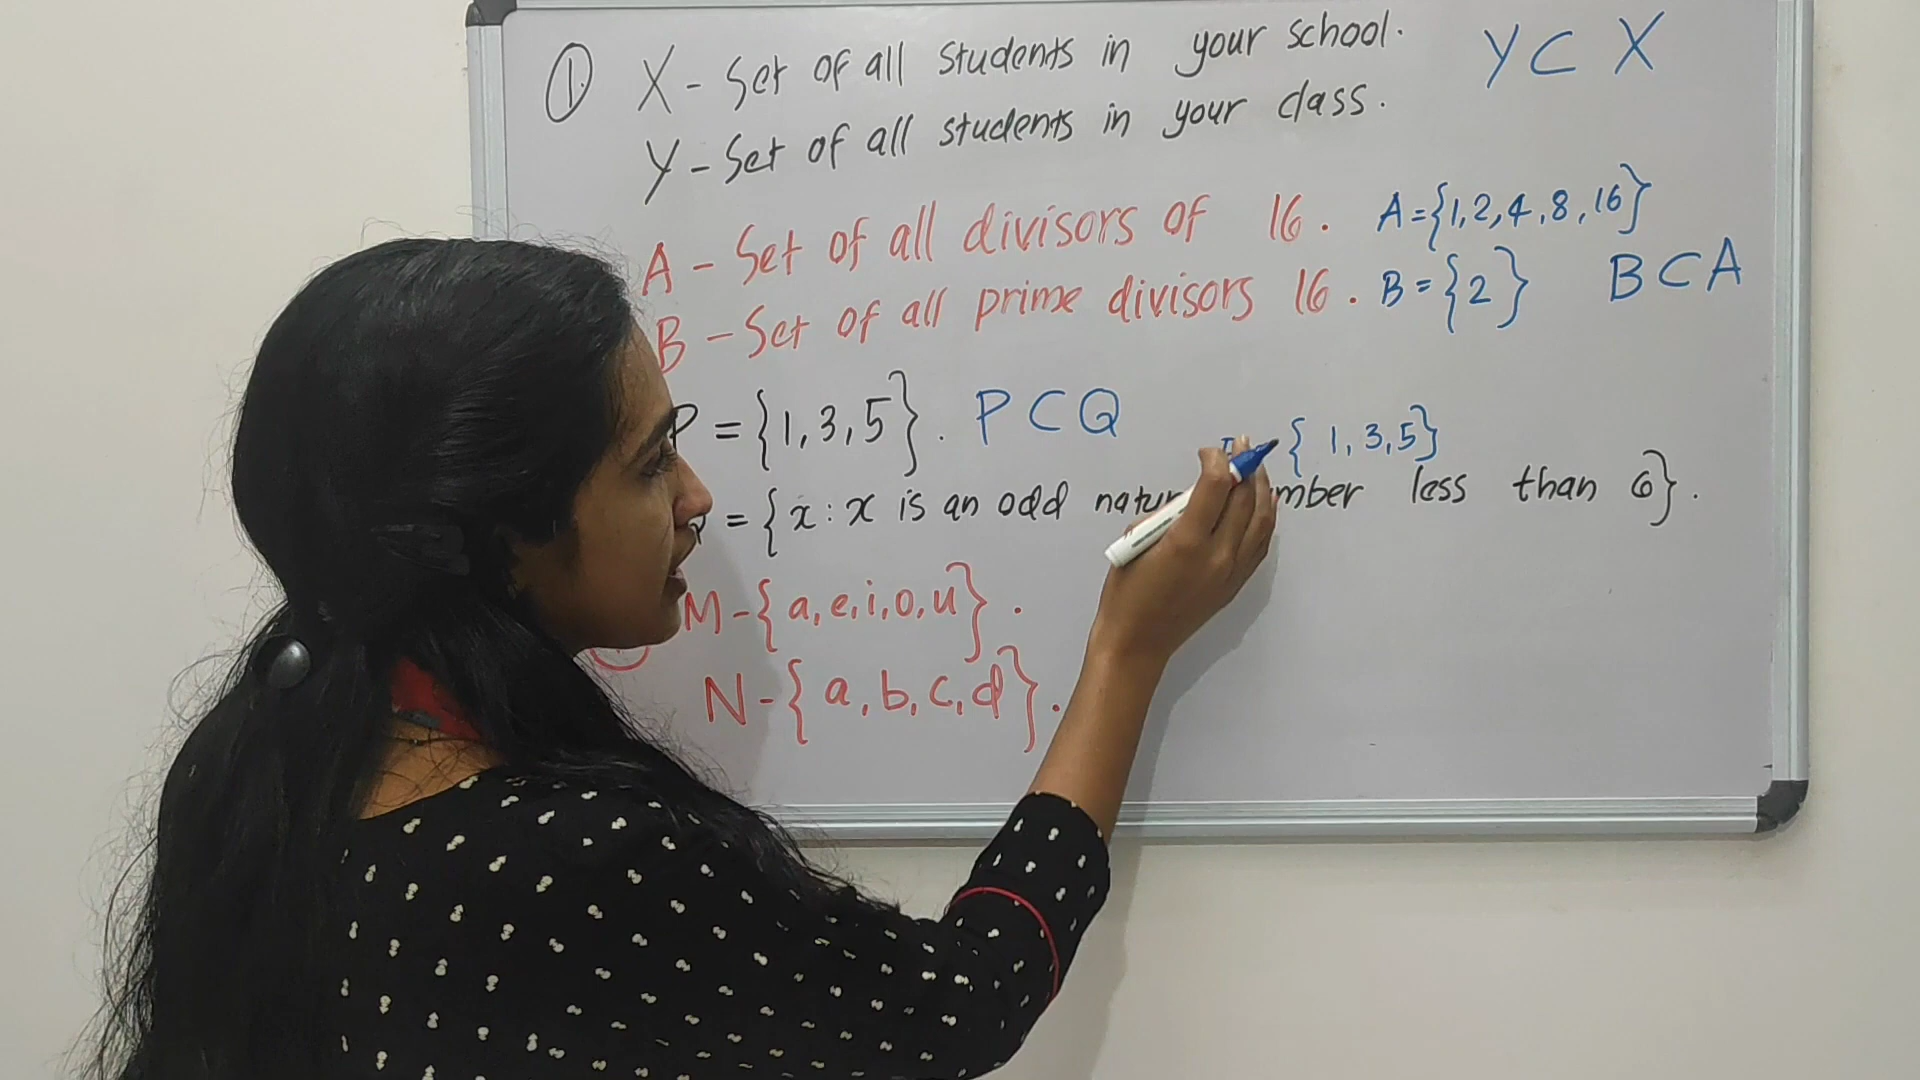 ① X - Set of all students in your school. Y ⊂ X
Y - Set of all students in your class.
A - Set of all divisors of 16. A = {1,2,4,8,16}
B - Set of all prime divisors 16. B = {2} B ⊂ A
P = {1,3,5}. P ⊂ Q
{ 1,3,5}
= {x : x is an odd less than 6}.
M - {a,e,i,o,u}.
N - {a,b,c,d}.